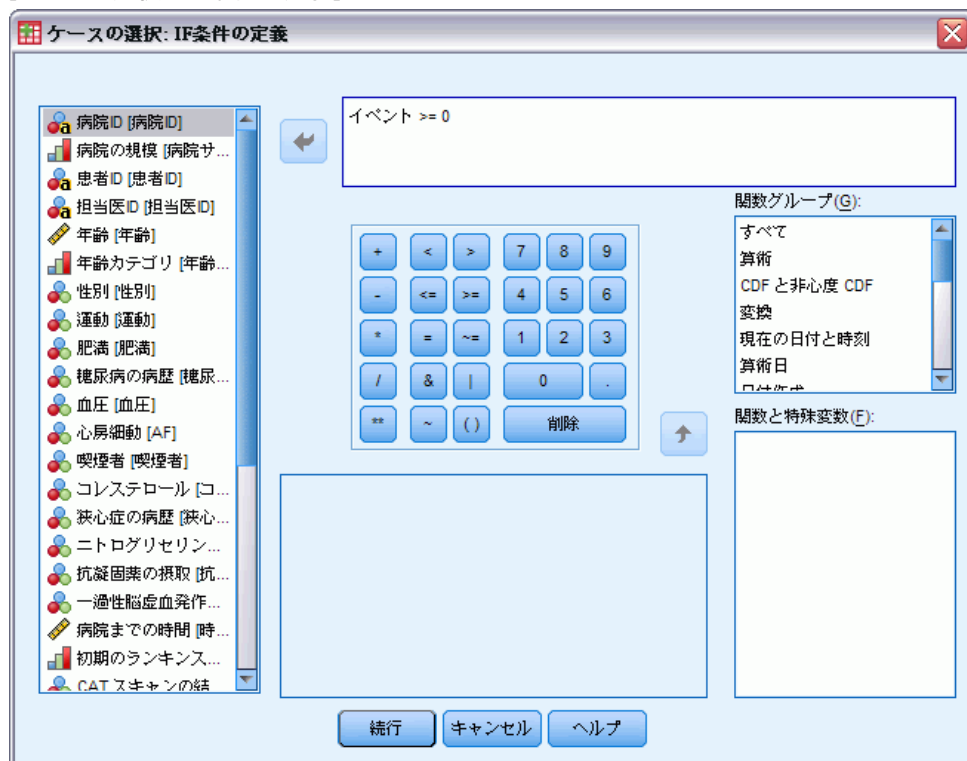 ケースの選択: IF条件の定義
病院ID [病院ID]
病院の規模 [病院サ...
患者ID [患者ID]
担当医ID [担当医ID]
年齢 [年齢]
年齢カテゴリ [年齢...
性別 [性別]
運動 [運動]
肥満 [肥満]
糖尿病の病歴 [糖尿...
血圧 [血圧]
心房細動 [AF]
喫煙者 [喫煙者]
コレステロール [コ...
狭心症の病歴 [狭心...
ニトログリセリン...
抗凝固薬の摂取 [抗...
一過性脳虚血発作...
病院までの時間 [時...
初期のランキンス...
CAT スキャンの結
イベント >= 0
+ < > 7 8 9
- <= >= 4 5 6
* = ~= 1 2 3
/ & | 0 .
** ~ ( ) 削除
関数グループ(G):
すべて
算術
CDF と非心度 CDF
変換
現在の日付と時刻
算術日
日付作成
関数と特殊変数(F):
続行 キャンセル ヘルプ